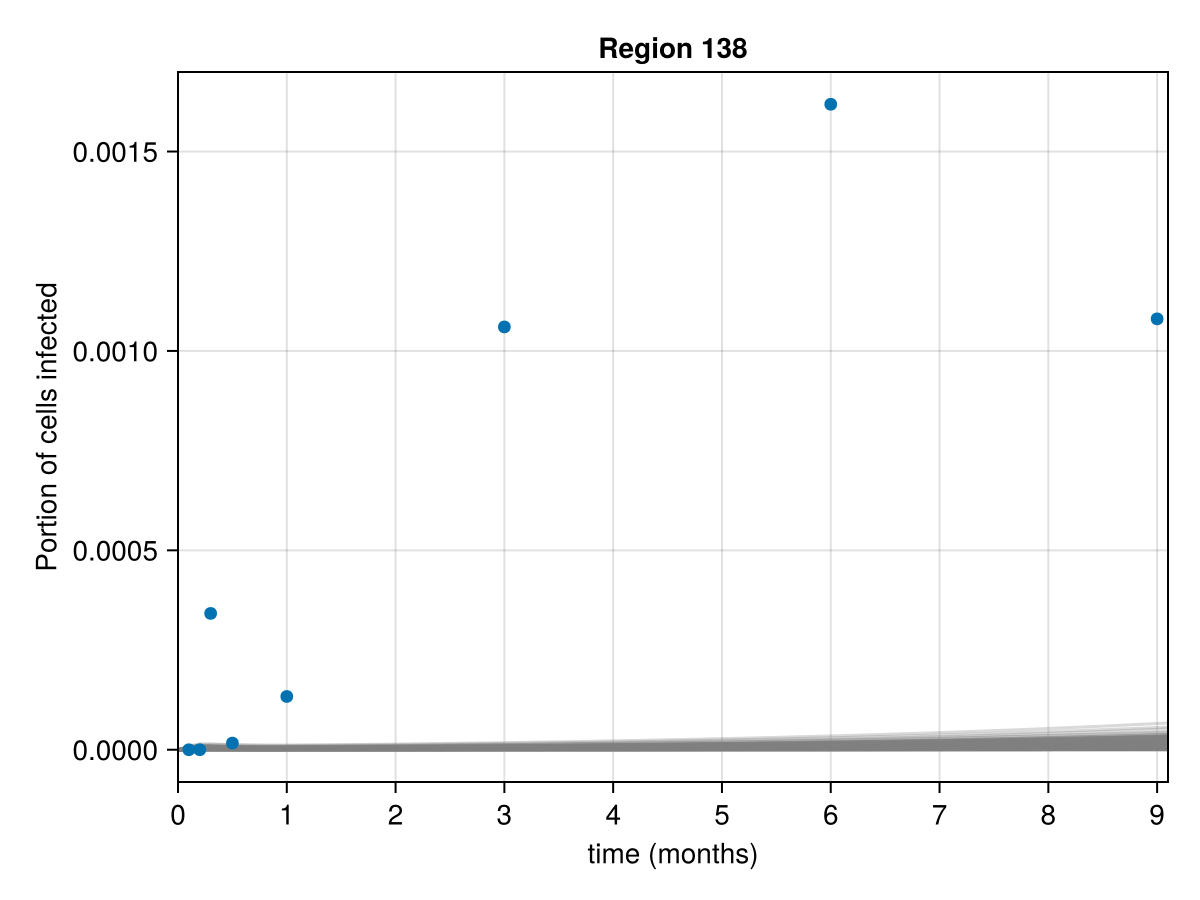 Region 138
Portion of cells infected
0.0015
0.0010
0.0005
0.0000
0 1 2 3 4 5 6 7 8 9
time (months)